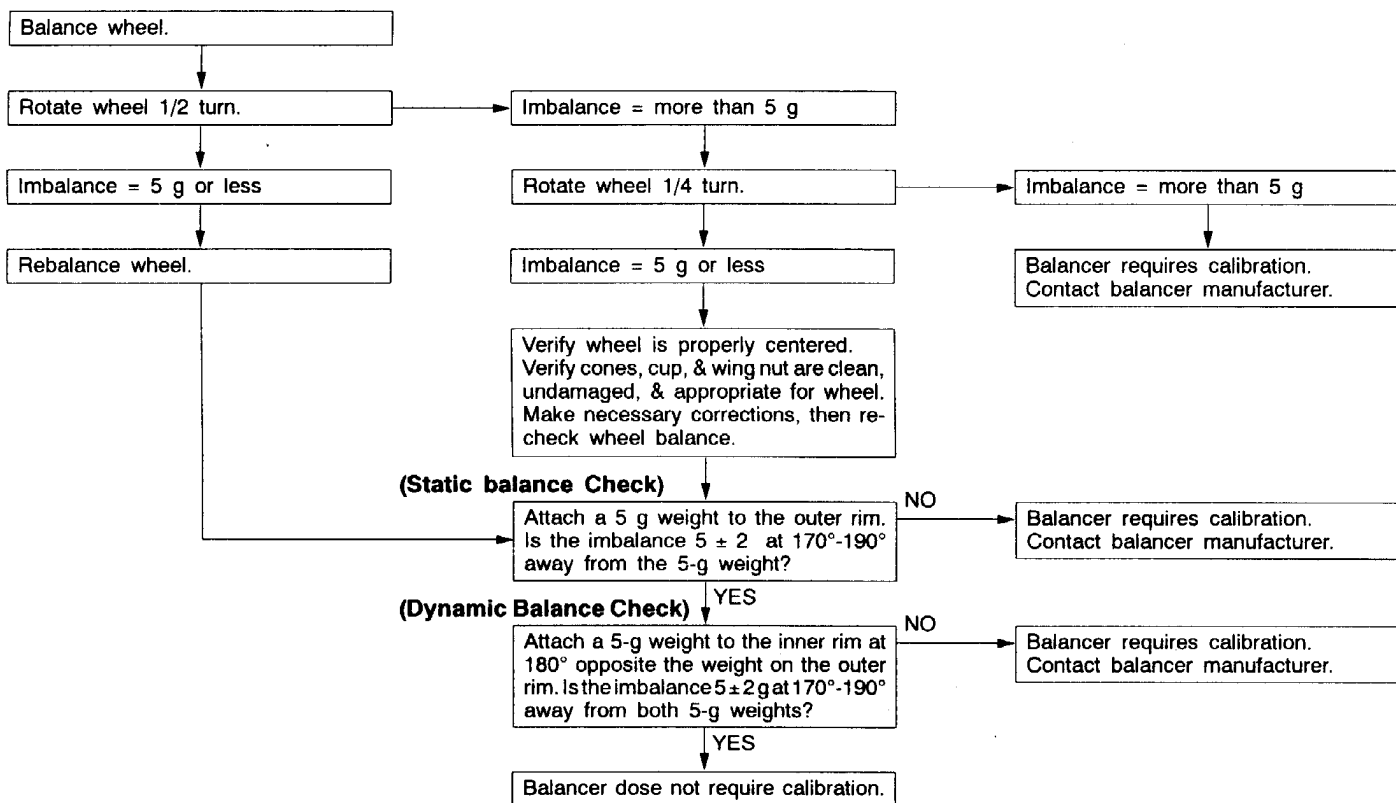 Balance wheel.
Rotate wheel 1/2 turn.
Imbalance = more than 5 g
Imbalance = 5 g or less
Rotate wheel 1/4 turn.
Imbalance = more than 5 g
Rebalance wheel.
Imbalance = 5 g or less
Balancer requires calibration.
Contact balancer manufacturer.
Verify wheel is properly centered.
Verify cones, cup, & wing nut are clean,
undamaged, & appropriate for wheel.
Make necessary corrections, then re-
check wheel balance.
(Static balance Check)
Attach a 5 g weight to the outer rim.
Is the imbalance 5 ± 2 at 170°-190°
away from the 5-g weight?
NO
Balancer requires calibration.
Contact balancer manufacturer.
YES
(Dynamic Balance Check)
Attach a 5-g weight to the inner rim at
180° opposite the weight on the outer
rim. Is the imbalance 5±2 g at 170°-190°
away from both 5-g weights?
NO
Balancer requires calibration.
Contact balancer manufacturer.
YES
Balancer dose not require calibration.